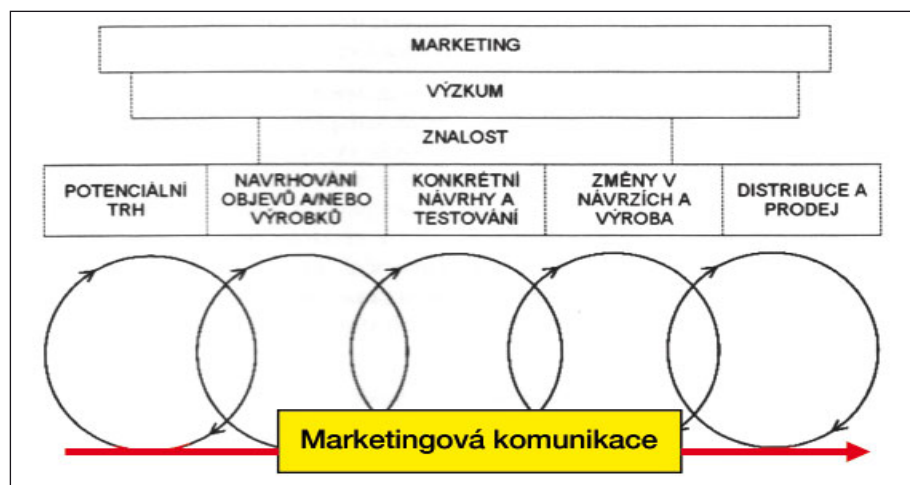 MARKETING
VÝZKUM
ZNALOST
POTENCIÁLNÍ
TRH
NAVRHOVÁNÍ
OBJEVŮ A/NEBO
VÝROBKŮ
KONKRÉTNÍ
NÁVRHY A
TESTOVÁNÍ
ZMĚNY V
NÁVRZÍCH A
VÝROBA
DISTRIBUCE A
PRODEJ
Marketingová komunikace